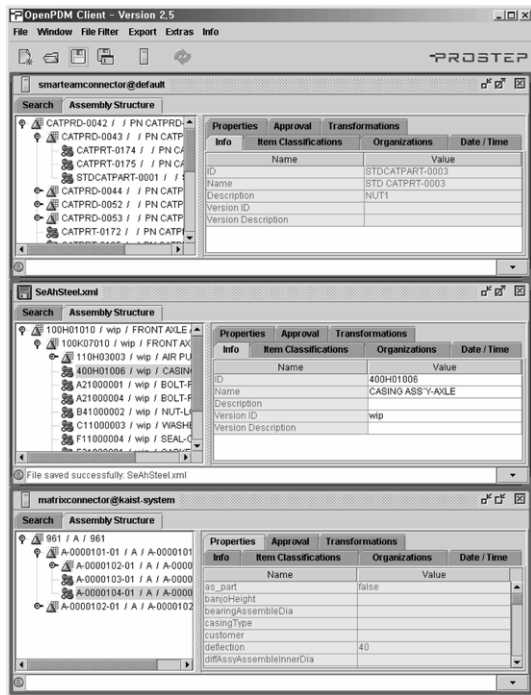 OpenPDM Client - Version 2,5
File Window File Filter Export Extras Info
PROSTEP
smarteamconnector@default
Search Assembly Structure
CATPRD-0042 / / PN CATPRD-
CATPRD-0043 / / PN CATP
CATPRT-0174 / / PN CA
CATPRT-0175 / / PN CA
STDCATPART-0001 / / S
CATPRD-0044 / / PN CATP
CATPRD-0052 / / PN CATP
CATPRD-0053 / / PN CATP
CATPRT-0172 / / PN CATP
Properties Approval Transformations
Info Item Classifications Organizations Date / Time
Name Value
ID STDCATPART-0003
Name STD CATPRT-0003
Description NUT1
Version ID
Version Description
SeAhSteel.xml
Search Assembly Structure
100H01010 / wip / FRONT AXLE
100K07010 / wip / FRONT AX
110H03003 / wip / AIR PU
400H01006 / wip / CASIN
A21000001 / wip / BOLT-F
A21000004 / wip / BOLT-F
B41000002 / wip / NUT-L
C11000003 / wip / WASHE
F11000004 / wip / SEAL-C
Properties Approval Transformations
Info Item Classifications Organizations Date / Time
Name Value
ID 400H01006
Name CASING ASS'Y-AXLE
Description
Version ID wip
Version Description
File saved successfully: SeAhSteel.xml
matrixconnector@kaist-system
Search Assembly Structure
961 / A / 961
A-0000101-01 / A / A-0000101
A-0000102-01 / A / A-0000
A-0000103-01 / A / A-0000
A-0000104-01 / A / A-0000
A-0000102-01 / A / A-0000102
Properties Approval Transformations
Info Item Classifications Organizations Date / Time
Name Value
as_part false
banjoHeight
bearingAssembleDia
casingType
customer
deflection 40
diffAssyAssembleInnerDia